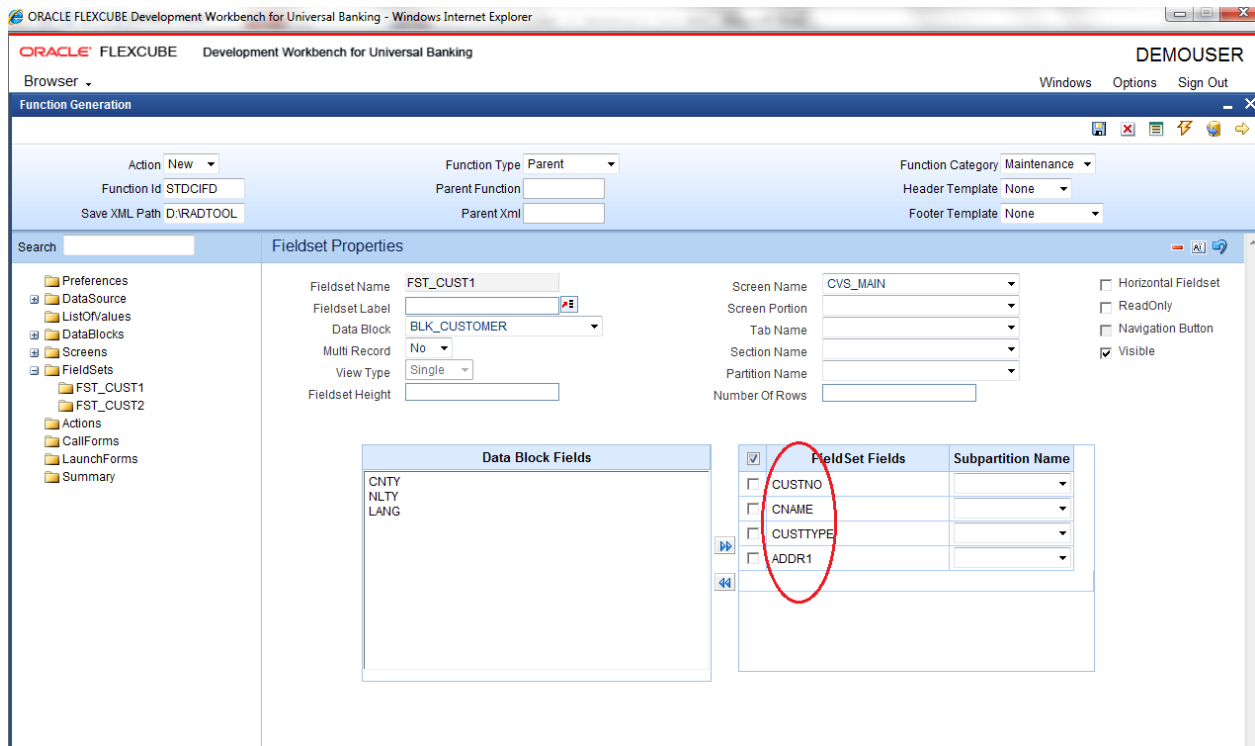 ORACLE FLEXCUBE Development Workbench for Universal Banking - Windows Internet Explorer
ORACLE FLEXCUBE Development Workbench for Universal Banking DEMOUSER
Browser Windows Options Sign Out
Function Generation
Action New Function Type Parent Function Category Maintenance
Function Id STDCIFD Parent Function Header Template None
Save XML Path D:\RADTOOL Parent Xml Footer Template None
Search
Preferences
DataSource
ListOfValues
DataBlocks
Screens
FieldSets
FST_CUST1
FST_CUST2
Actions
CallForms
LaunchForms
Summary
Fieldset Properties
Fieldset Name FST_CUST1 Screen Name CVS_MAIN Horizontal Fieldset
Fieldset Label Screen Portion ReadOnly
Data Block BLK_CUSTOMER Tab Name Navigation Button
Multi Record No Section Name Visible
View Type Single Partition Name
Fieldset Height Number Of Rows
Data Block Fields
CNTY
NLTY
LANG
FieldSet Fields Subpartition Name
CUSTNO
CNAME
CUSTTYPE
ADDR1